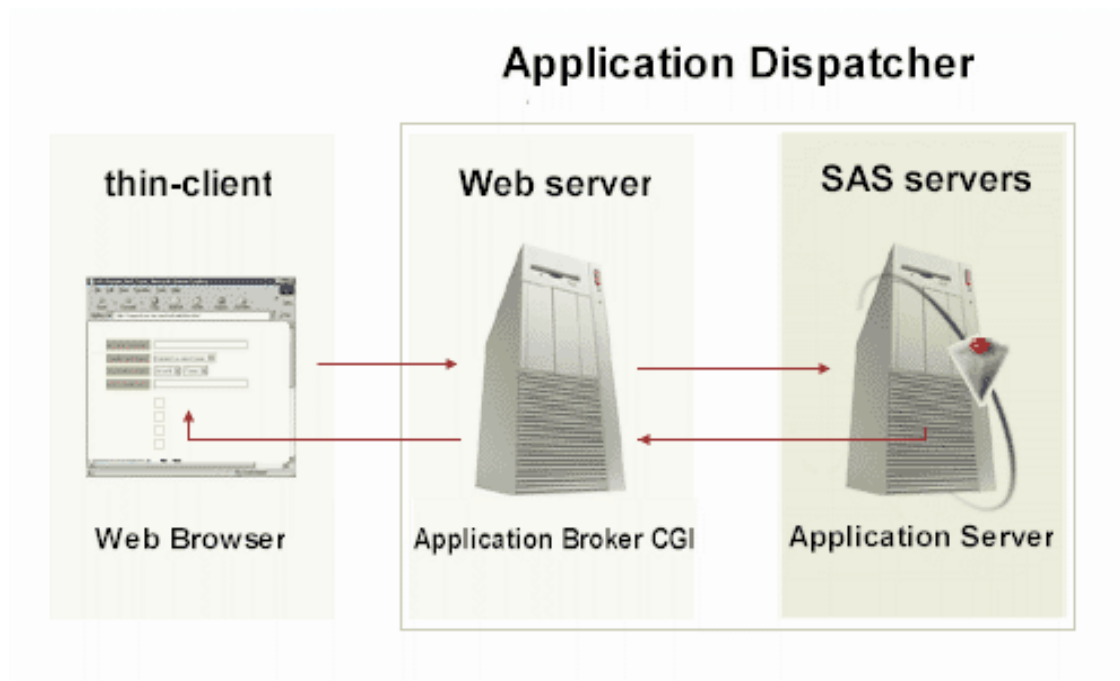 Application Dispatcher
thin-client
Web server
SAS servers
Web Browser
Application Broker CGI
Application Server